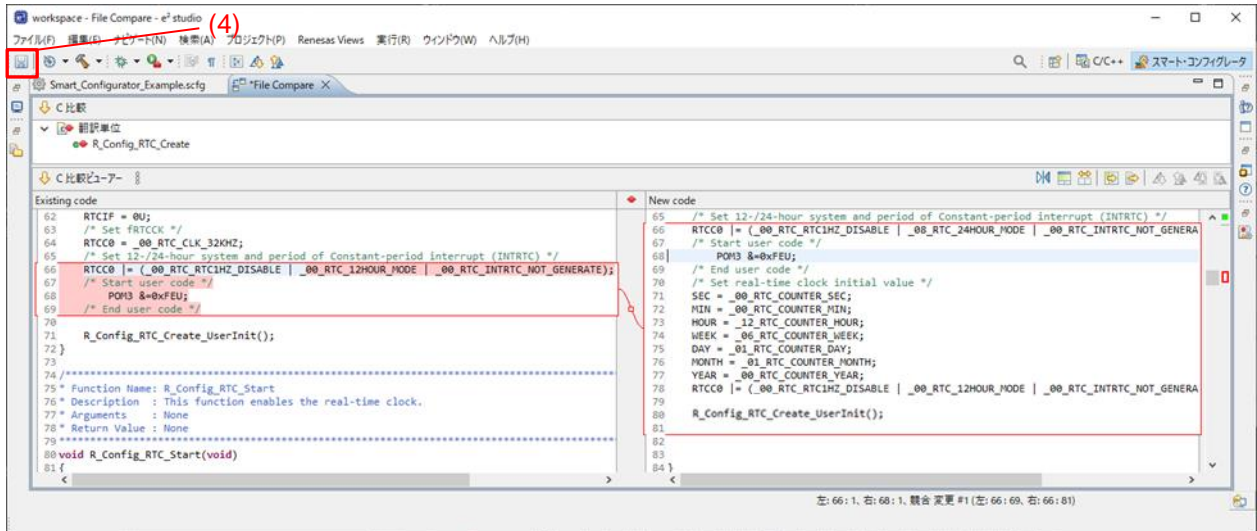 workspace - File Compare - e² studio
(4)
ファイル(F) 編集(E) ナビゲート(N) 検索(A) プロジェクト(P) Renesas Views 実行(R) ウィンドウ(W) ヘルプ(H)
C/C++ スマート・コンフィグレータ
Smart_Configurator_Example.scfg *File Compare
C 比較
翻訳単位
R_Config_RTC_Create
C 比較ビューアー
Existing code
62 RTCIF = 0U;
63 /* Set fRTCCK */
64 RTCC0 = _00_RTC_CLK_32KHZ;
65 /* Set 12-/24-hour system and period of Constant-period interrupt (INTRTC) */
66 RTCC0 |= (_00_RTC_RTC1HZ_DISABLE | _00_RTC_12HOUR_MODE | _00_RTC_INTRTC_NOT_GENERATE);
67 /* Start user code */
68 POM3 &=0xFEU;
69 /* End user code */
70
71 R_Config_RTC_Create_UserInit();
72 }
73
74 /***********************************************************************
75 * Function Name: R_Config_RTC_Start
76 * Description : This function enables the real-time clock.
77 * Arguments : None
78 * Return Value : None
79 ***********************************************************************
80 void R_Config_RTC_Start(void)
81 {
New code
65 /* Set 12-/24-hour system and period of Constant-period interrupt (INTRTC) */
66 RTCC0 |= (_00_RTC_RTC1HZ_DISABLE | _08_RTC_24HOUR_MODE | _00_RTC_INTRTC_NOT_GENERA
67 /* Start user code */
68 POM3 &=0xFEU;
69 /* End user code */
70 /* Set real-time clock initial value */
71 SEC = _00_RTC_COUNTER_SEC;
72 MIN = _00_RTC_COUNTER_MIN;
73 HOUR = _12_RTC_COUNTER_HOUR;
74 WEEK = _06_RTC_COUNTER_WEEK;
75 DAY = _01_RTC_COUNTER_DAY;
76 MONTH = _01_RTC_COUNTER_MONTH;
77 YEAR = _00_RTC_COUNTER_YEAR;
78 RTCC0 |= (_00_RTC_RTC1HZ_DISABLE | _00_RTC_12HOUR_MODE | _00_RTC_INTRTC_NOT_GENERA
79
80 R_Config_RTC_Create_UserInit();
81
82
83
84 }
左: 66 : 1、右: 68 : 1、競合 変更 #1 (左: 66 : 69、右: 66 : 81)